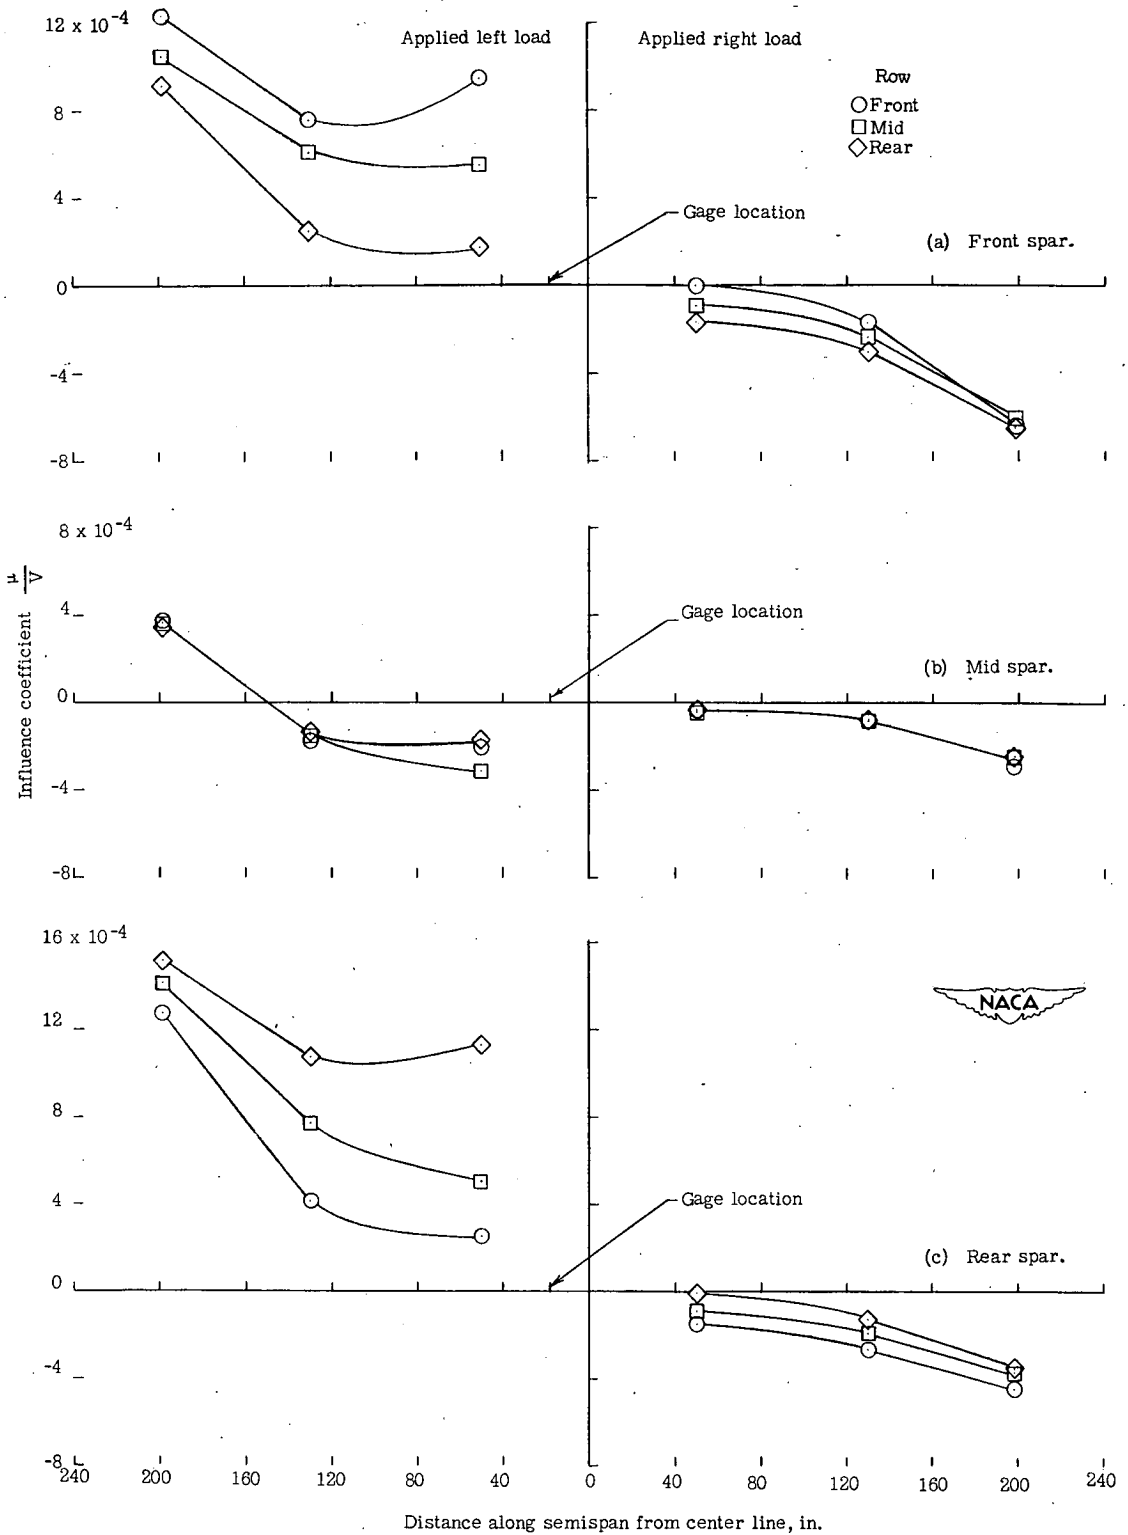 12 x 10⁻⁴
Applied left load
Applied right load
Row
Front
Mid
Rear
8
4
Gage location
(a) Front spar.
0
-4
-8
8 x 10⁻⁴
4
Gage location
(b) Mid spar.
0
-4
-8
Influence coefficient μ/V
16 x 10⁻⁴
NACA
12
8
4
Gage location
(c) Rear spar.
0
-4
-8
240 200 160 120 80 40 0 40 80 120 160 200 240
Distance along semispan from center line, in.